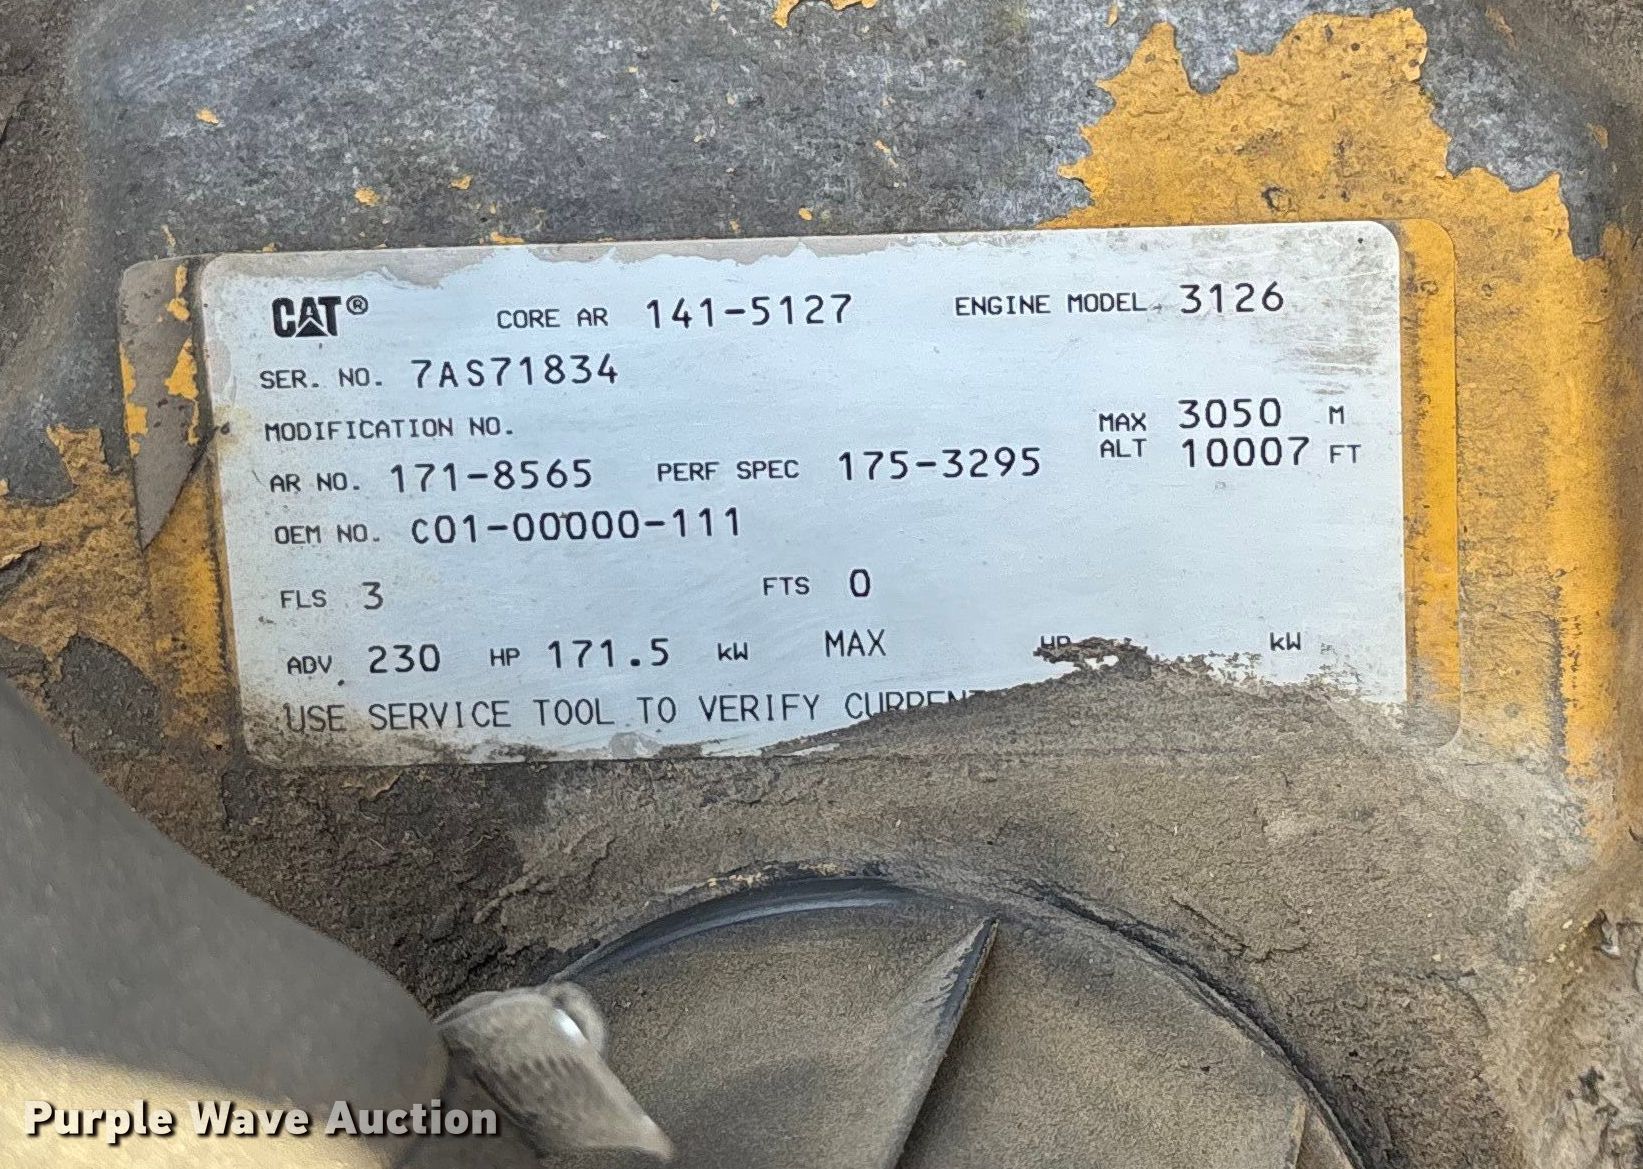 CAT® CORE AR 141-5127 ENGINE MODEL 3126
SER. NO. 7AS71834
MODIFICATION NO.
MAX ALT 3050 M
10007 FT
AR NO. 171-8565 PERF SPEC 175-3295
OEM NO. C01-00000-111
FLS 3 FTS 0
ADV 230 HP 171.5 kW MAX HP kW
USE SERVICE TOOL TO VERIFY CURRENT
Purple Wave Auction